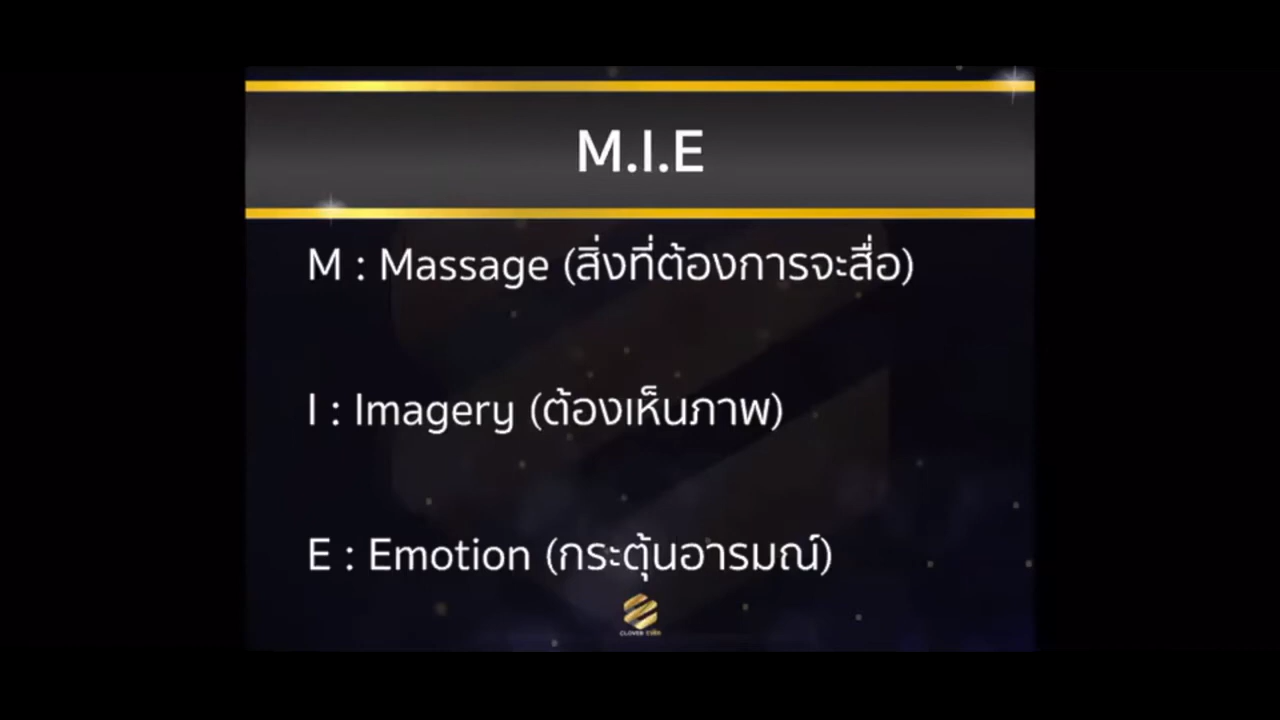 M.I.E
M : Massage (สิ่งที่ต้องการจะสื่อ)
I : Imagery (ต้องเห็นภาพ)
E : Emotion (กระตุ้นอารมณ์)
CLOVER